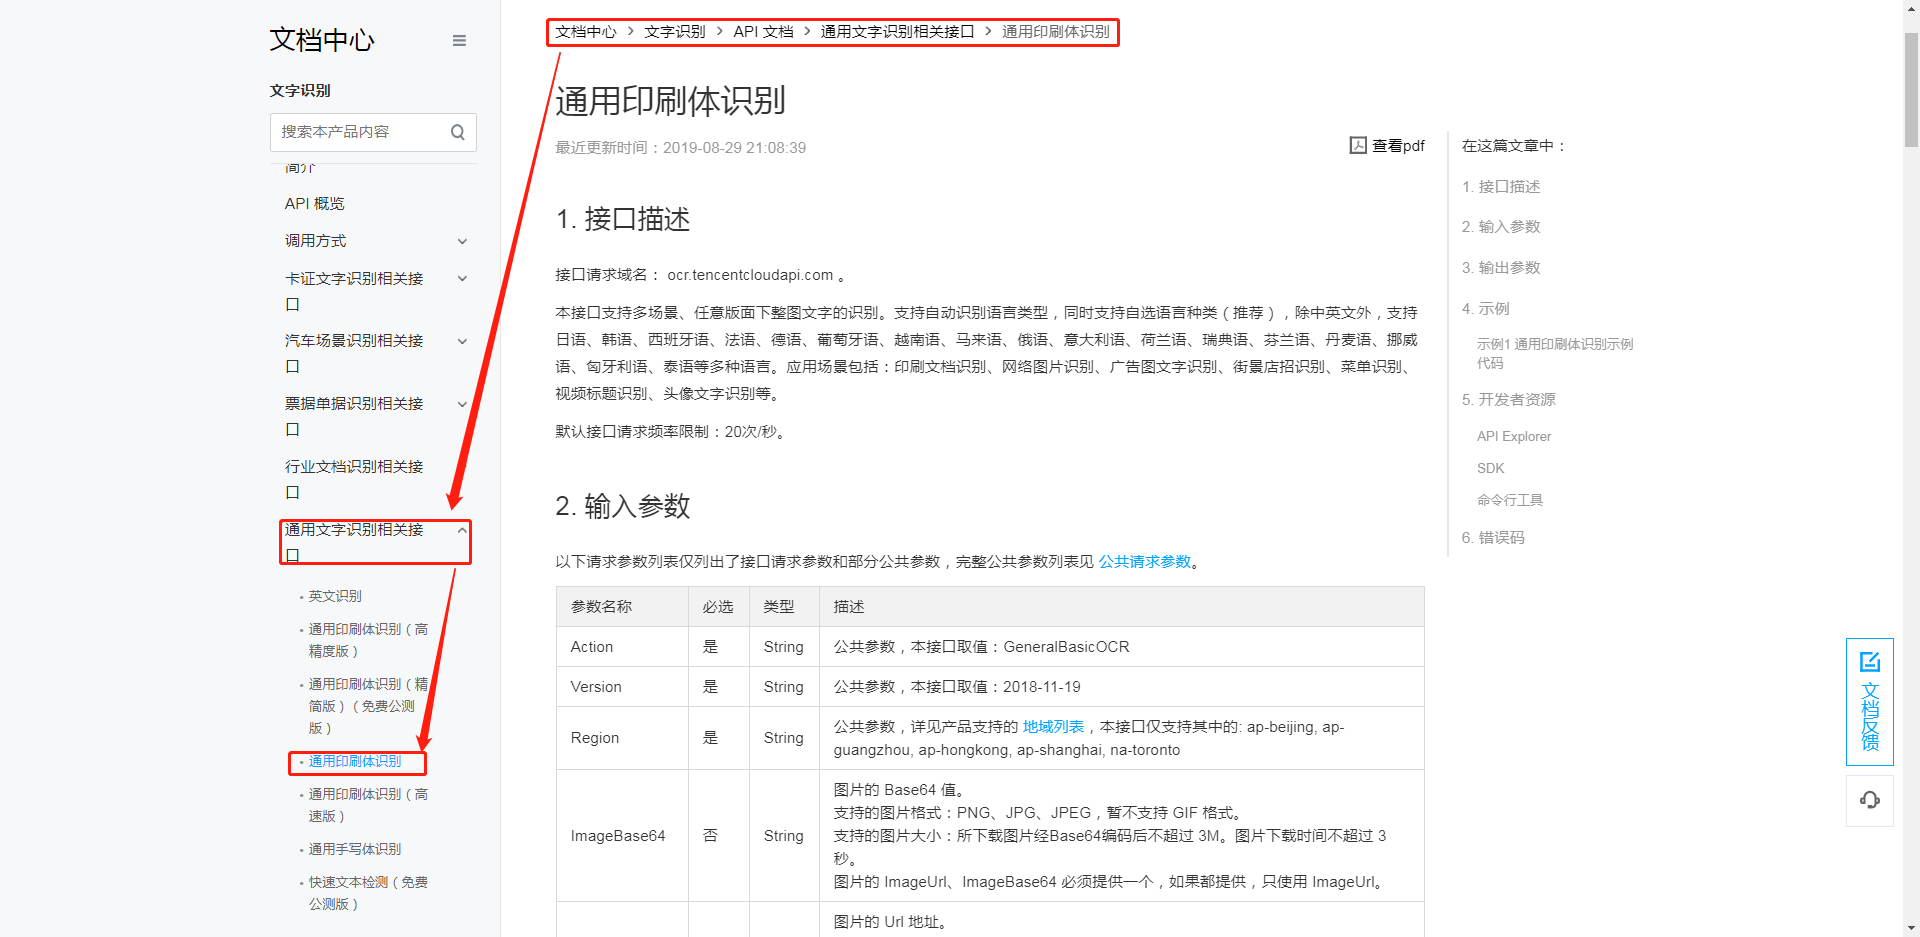 文档中心
文字识别
搜索本产品内容
简介
API 概览
调用方式
卡证文字识别相关接
口
汽车场景识别相关接
口
票据单据识别相关接
口
行业文档识别相关接
口
通用文字识别相关接
口
• 英文识别
• 通用印刷体识别（高
精度版）
• 通用印刷体识别（精
简版）（免费公测
版）
• 通用印刷体识别
• 通用印刷体识别（高
速版）
• 通用手写体识别
• 快速文本检测（免费
公测版）
文档中心 > 文字识别 > API 文档 > 通用文字识别相关接口 > 通用印刷体识别
通用印刷体识别
最近更新时间：2019-08-29 21:08:39
查看pdf
1. 接口描述
接口请求域名： ocr.tencentcloudapi.com 。
本接口支持多场景、任意版面下整图文字的识别。支持自动识别语言类型，同时支持自选语言种类（推荐），除中英文外，支持
日语、韩语、西班牙语、法语、德语、葡萄牙语、越南语、马来语、俄语、意大利语、荷兰语、瑞典语、芬兰语、丹麦语、挪威
语、匈牙利语、泰语等多种语言。应用场景包括：印刷文档识别、网络图片识别、广告图文字识别、街景店招识别、菜单识别、
视频标题识别、头像文字识别等。
默认接口请求频率限制：20次/秒。
2. 输入参数
以下请求参数列表仅列出了接口请求参数和部分公共参数，完整公共参数列表见 公共请求参数。
参数名称 必选 类型 描述
Action 是 String 公共参数，本接口取值：GeneralBasicOCR
Version 是 String 公共参数，本接口取值：2018-11-19
Region 是 String 公共参数，详见产品支持的 地域列表，本接口仅支持其中的: ap-beijing, ap-
guangzhou, ap-hongkong, ap-shanghai, na-toronto
ImageBase64 否 String 图片的 Base64 值。
支持的图片格式：PNG、JPG、JPEG，暂不支持 GIF 格式。
支持的图片大小：所下载图片经Base64编码后不超过 3M。图片下载时间不超过 3
秒。
图片的 ImageUrl、ImageBase64 必须提供一个，如果都提供，只使用 ImageUrl。
图片的 Url 地址。
在这篇文章中：
1. 接口描述
2. 输入参数
3. 输出参数
4. 示例
示例1 通用印刷体识别示例
代码
5. 开发者资源
API Explorer
SDK
命令行工具
6. 错误码
文档反馈